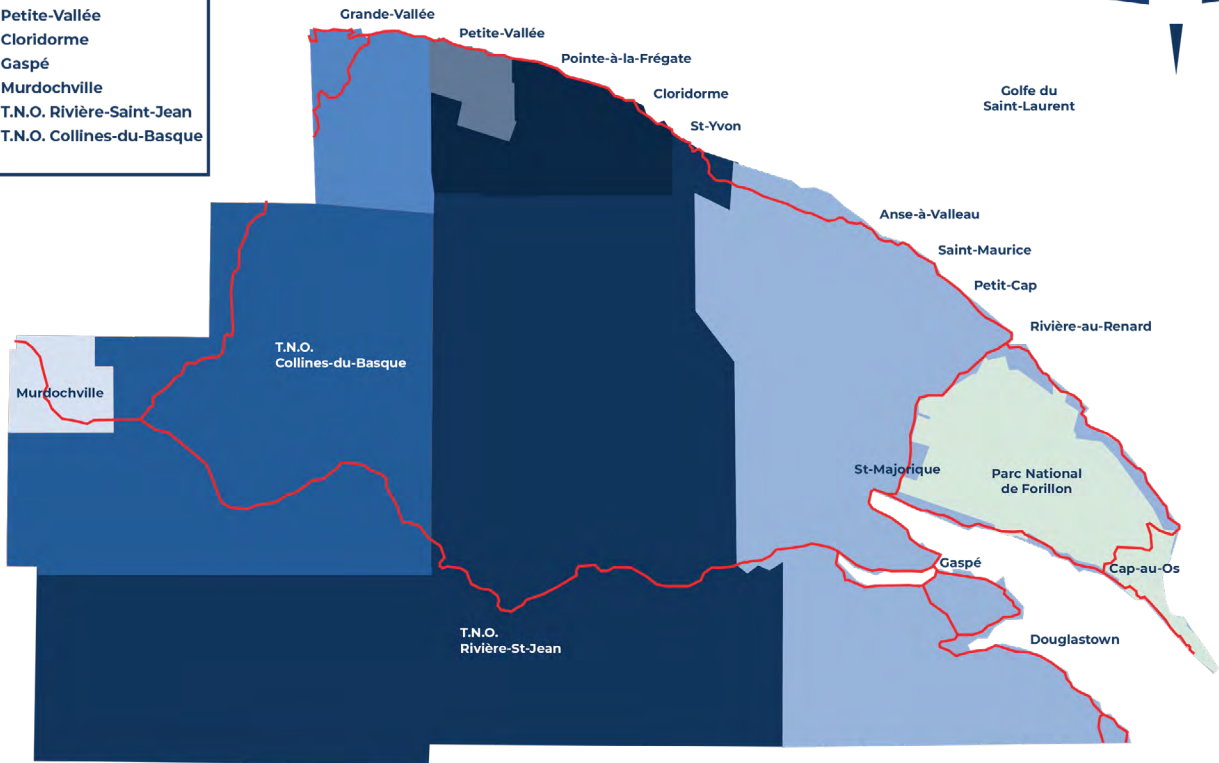 Petite-Vallée
Cloridorme
Gaspé
Murdochville
T.N.O. Rivière-Saint-Jean
T.N.O. Collines-du-Basque
Grande-Vallée
Petite-Vallée
Pointe-à-la-Frégate
Cloridorme
St-Yvon
Golfe du
Saint-Laurent
Anse-à-Valleau
Saint-Maurice
Petit-Cap
Rivière-au-Renard
T.N.O.
Collines-du-Basque
Murdochville
St-Majorique
Parc National
de Forillon
Gaspé
Cap-au-Os
T.N.O.
Rivière-St-Jean
Douglastown